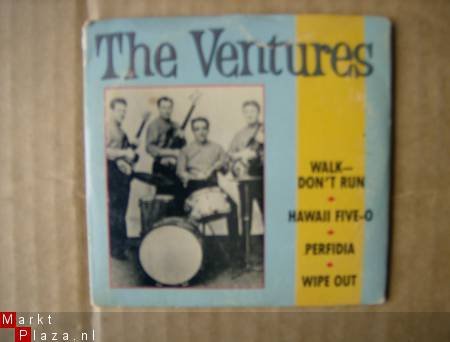 The Ventures
WALK—
DON'T RUN
HAWAII FIVE-O
PERFIDIA
WIPE OUT
Markt
Plaza.nl